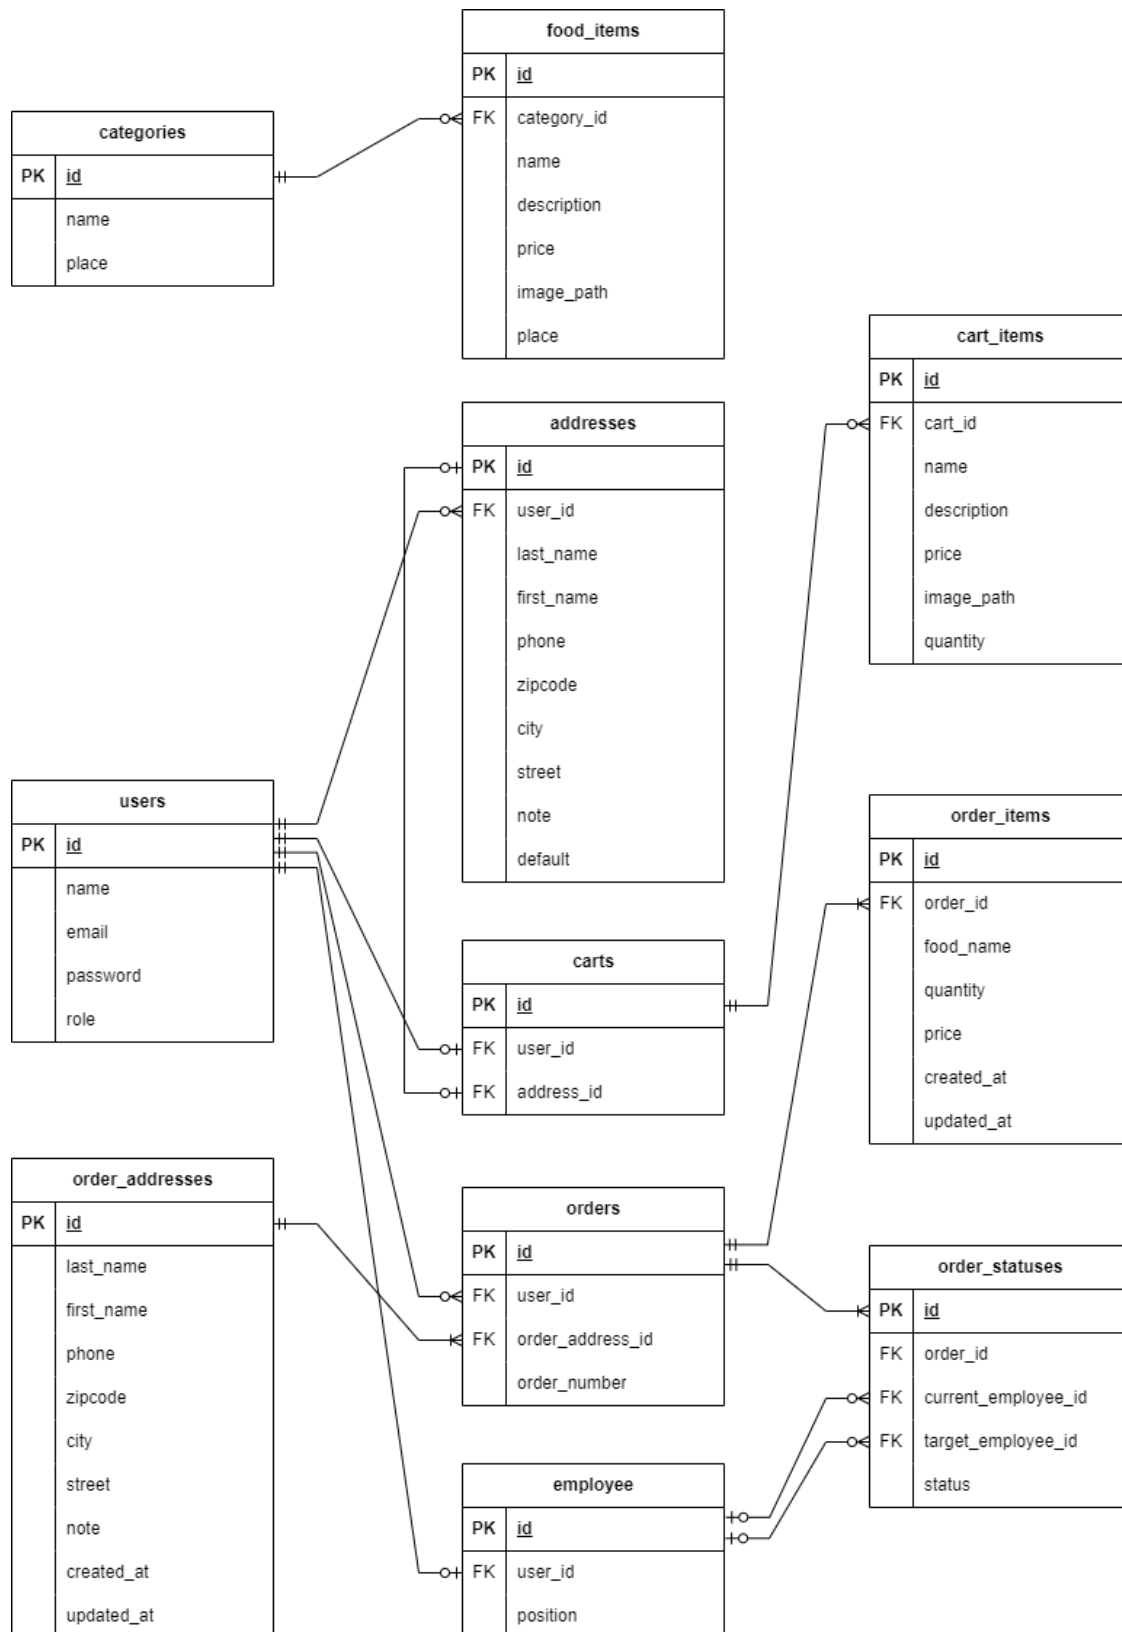 food_items
PK id
FK category_id
name
description
price
image_path
place
categories
PK id
name
place
cart_items
PK id
FK cart_id
name
description
price
image_path
quantity
addresses
PK id
FK user_id
last_name
first_name
phone
zipcode
city
street
note
default
users
PK id
name
email
password
role
order_items
PK id
FK order_id
food_name
quantity
price
created_at
updated_at
carts
PK id
FK user_id
FK address_id
order_addresses
PK id
last_name
first_name
phone
zipcode
city
street
note
created_at
updated_at
orders
PK id
FK user_id
FK order_address_id
order_number
order_statuses
PK id
FK order_id
FK current_employee_id
FK target_employee_id
status
employee
PK id
FK user_id
position